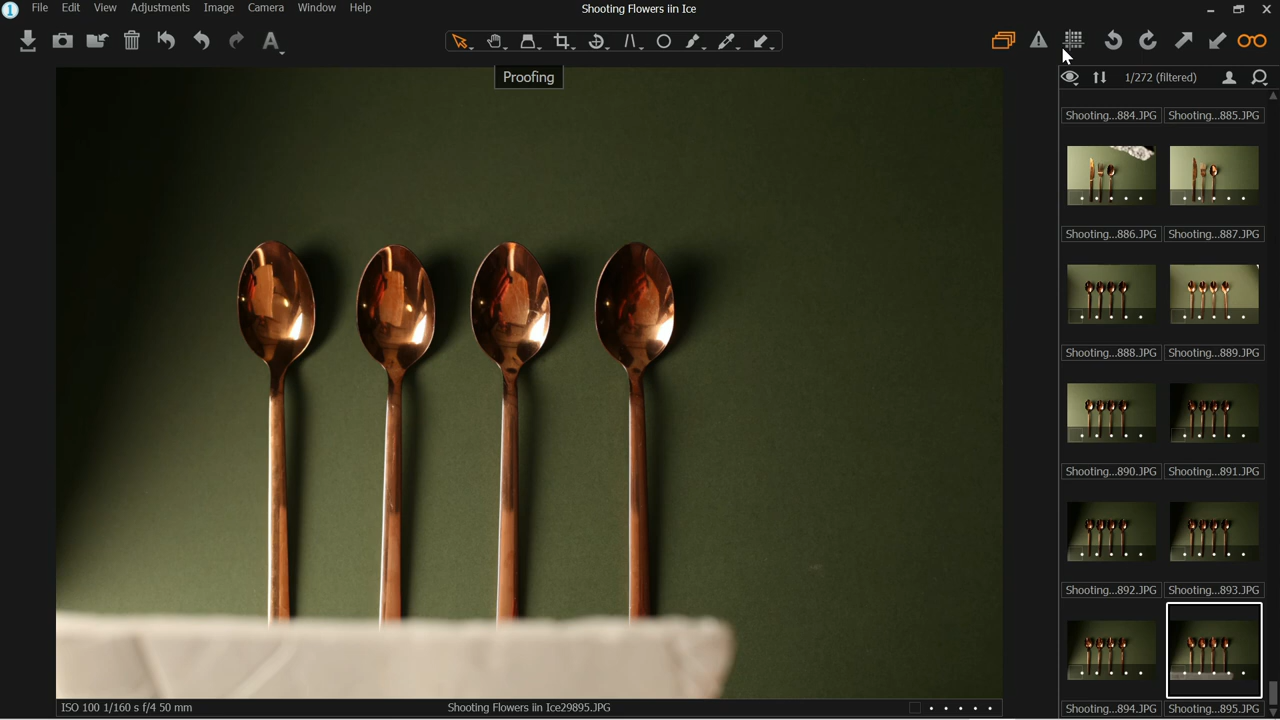 1 File Edit View Adjustments Image Camera Window Help
Shooting Flowers iin Ice
A
Proofing
1/272 (filtered)
Shooting...884.JPG Shooting...885.JPG
Shooting...886.JPG Shooting...887.JPG
Shooting...888.JPG Shooting...889.JPG
Shooting...890.JPG Shooting...891.JPG
Shooting...892.JPG Shooting...893.JPG
Shooting...894.JPG Shooting...895.JPG
ISO 100 1/160 s f/4 50 mm
Shooting Flowers iin Ice29895.JPG